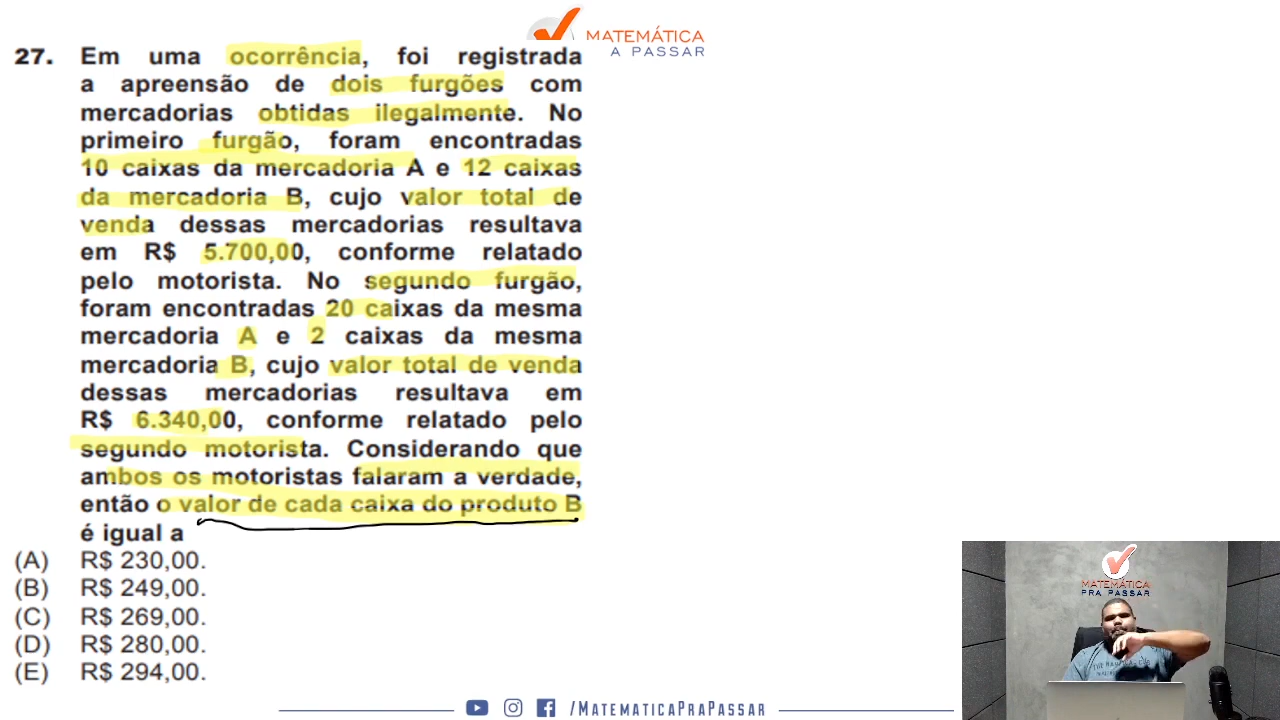 MATEMÁTICA
A PASSAR
27. Em uma ocorrência, foi registrada
a apreensão de dois furgões com
mercadorias obtidas ilegalmente. No
primeiro furgão, foram encontradas
10 caixas da mercadoria A e 12 caixas
da mercadoria B, cujo valor total de
venda dessas mercadorias resultava
em R$ 5.700,00, conforme relatado
pelo motorista. No segundo furgão,
foram encontradas 20 caixas da mesma
mercadoria A e 2 caixas da mesma
mercadoria B, cujo valor total de venda
dessas mercadorias resultava em
R$ 6.340,00, conforme relatado pelo
segundo motorista. Considerando que
ambos os motoristas falaram a verdade,
então o valor de cada caixa do produto B
é igual a
(A) R$ 230,00.
(B) R$ 249,00.
(C) R$ 269,00.
(D) R$ 280,00.
(E) R$ 294,00.
MATEMÁTICA
PRA PASSAR
/MATEMATICAPRAPASSAR